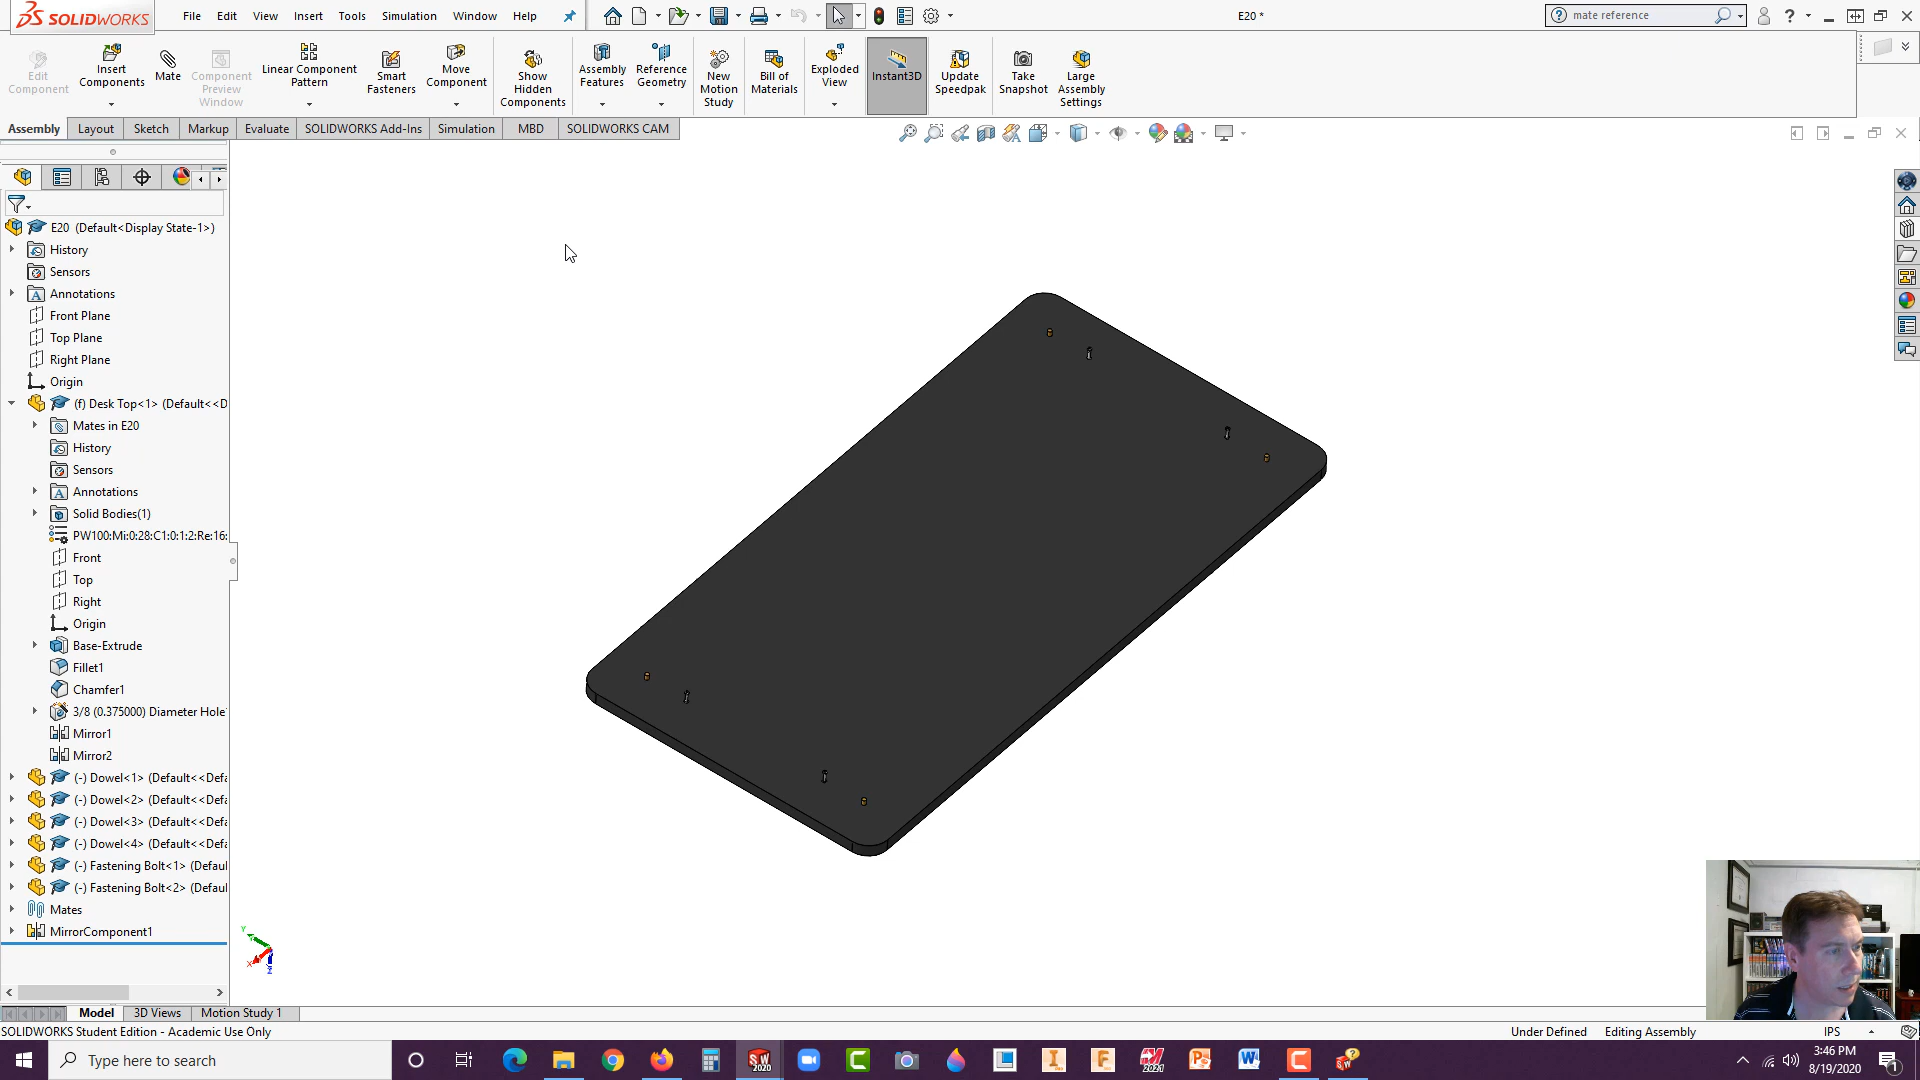 SOLIDWORKS File Edit View Insert Tools Simulation Window Help E20 * mate reference
Edit Component
Insert Components
Mate
Component Preview Window
Linear Component Pattern
Smart Fasteners
Move Component
Show Hidden Components
Assembly Features
Reference Geometry
New Motion Study
Bill of Materials
Exploded View
Instant3D
Update Speedpak
Take Snapshot
Large Assembly Settings
Assembly Layout Sketch Markup Evaluate SOLIDWORKS Add-Ins Simulation MBD SOLIDWORKS CAM
E20 (Default<Display State-1>)
History
Sensors
Annotations
Front Plane
Top Plane
Right Plane
Origin
(f) Desk Top<1> (Default<<D
Mates in E20
History
Sensors
Annotations
Solid Bodies(1)
PW100:Mi:0:28:C1:0:1:2:Re:16:
Front
Top
Right
Origin
Base-Extrude
Fillet1
Chamfer1
3/8 (0.375000) Diameter Hole
Mirror1
Mirror2
(-) Dowel<1> (Default<<Defa
(-) Dowel<2> (Default<<Defa
(-) Dowel<3> (Default<<Defa
(-) Dowel<4> (Default<<Defa
(-) Fastening Bolt<1> (Defaul
(-) Fastening Bolt<2> (Defaul
Mates
MirrorComponent1
Y
X
Z
Model 3D Views Motion Study 1
SOLIDWORKS Student Edition - Academic Use Only Under Defined Editing Assembly IPS
Type here to search
3:46 PM
8/19/2020